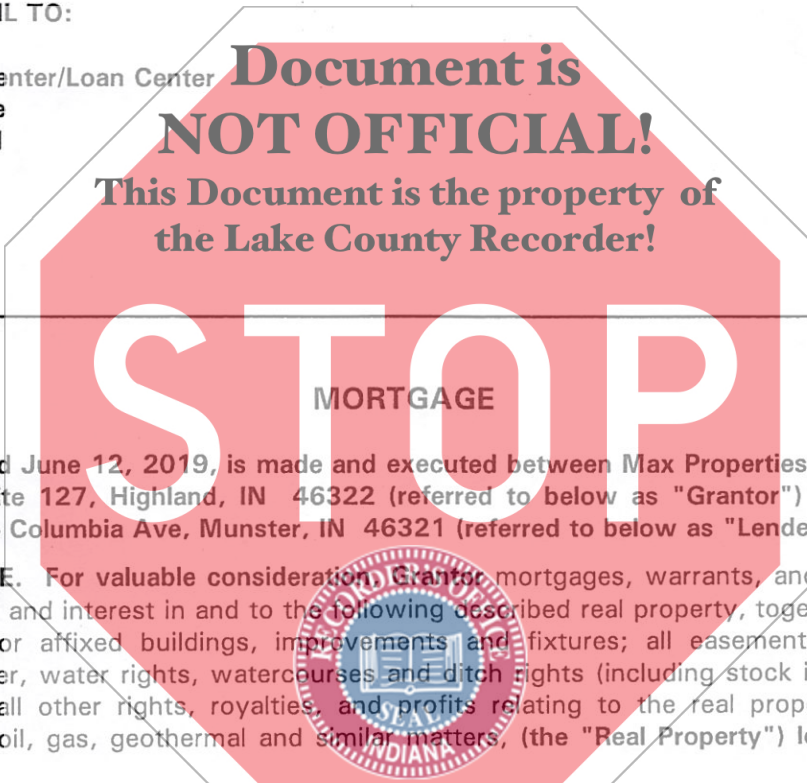 IL TO:
enter/Loan Center
Document is
NOT OFFICIAL!
This Document is the property of
the Lake County Recorder!
STOP
MORTGAGE
d June 12, 2019, is made and executed between Max Properties
te 127, Highland, IN 46322 (referred to below as "Grantor")
Columbia Ave, Munster, IN 46321 (referred to below as "Lende
E. For valuable consideration, Grantor mortgages, warrants, and
and interest in and to the following described real property, toge
or affixed buildings, improvements and fixtures; all easement
er, water rights, watercourses and ditch rights (including stock i
all other rights, royalties, and profits relating to the real prop
oil, gas, geothermal and similar matters, (the "Real Property") lo
RECORDER'S OFFICE
SEAL
INDIANA